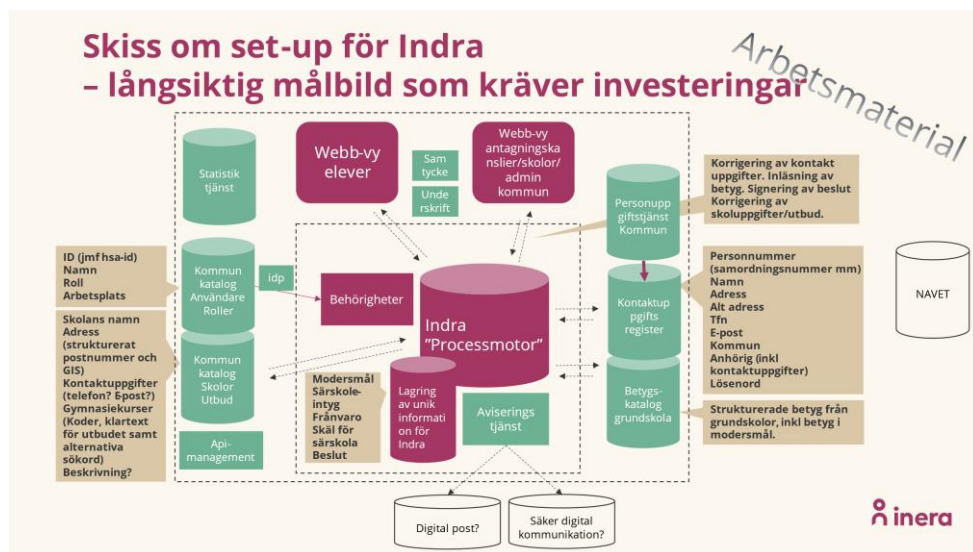 Skiss om set-up för Indra
– långsiktig målbild som kräver investeringar
Arbetsmaterial
Statistik
tjänst
Webb-vy
elever
Sam
tycke
Unde
rskrift
Webb-vy
antagningska
nslier/skolor/
admin
kommun
Personupp
giftstjänst
Kommun
Korrigering av kontakt
uppgifter. Inläsning av
betyg. Signering av beslut
Korrigering av
skoluppgifter/utbud.
ID (jmf hsa-id)
Namn
Roll
Arbetsplats
Kommun
katalog
Användare
Roller
idp
Behörigheter
Indra
”Processmotor”
Kontaktup
pgifts
register
Personnummer
(samordningsnummer mm)
Namn
Adress
Alt adress
Tfn
E-post
Kommun
Anhörig (inkl
kontaktuppgifter)
Lösenord
NAVET
Skolans namn
Adress
(strukturerat
postnummer och
GIS)
Kontaktuppgifter
(telefon? E-post?)
Gymnasiekurser
(Koder, klartext
för utbudet samt
alternativa
sökord)
Beskrivning?
Kommun
katalog
Skolor
Utbud
Api-
management
Modersmål
Särskole-
intyg
Frånvaro
Skäl för
särskola
Beslut
Lagring
av unik
informati
on för
Indra
Aviserings
tjänst
Betygs-
katalog
grundskola
Strukturerade betyg från
grundskolor, inkl betyg i
modersmål.
Digital post?
Säker digital
kommunikation?
inera